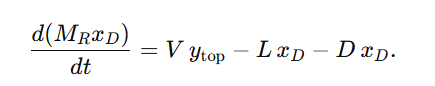 d(M_R x_D)/dt = V y_top − L x_D − D x_D.